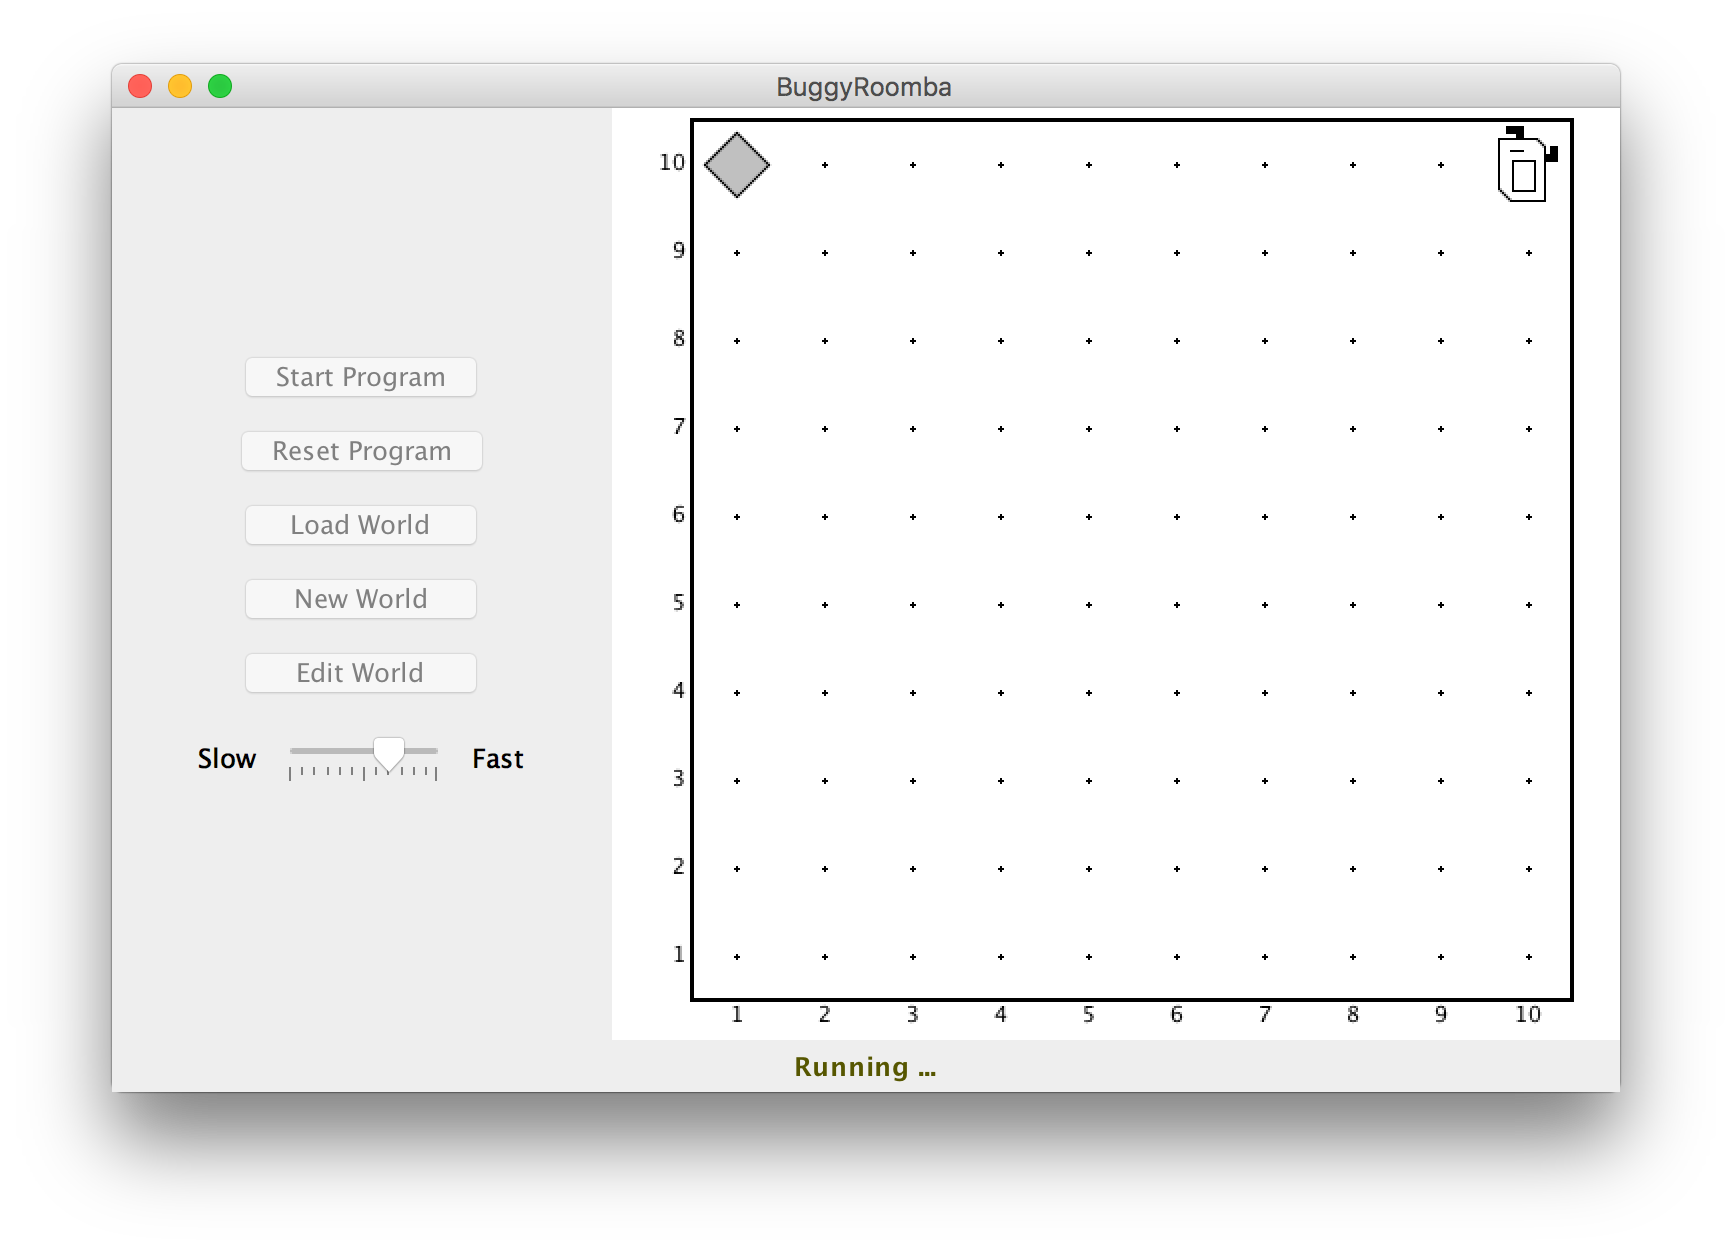 BuggyRoomba
Start Program
Reset Program
Load World
New World
Edit World
Slow Fast
10
9
8
7
6
5
4
3
2
1
1 2 3 4 5 6 7 8 9 10
Running ...